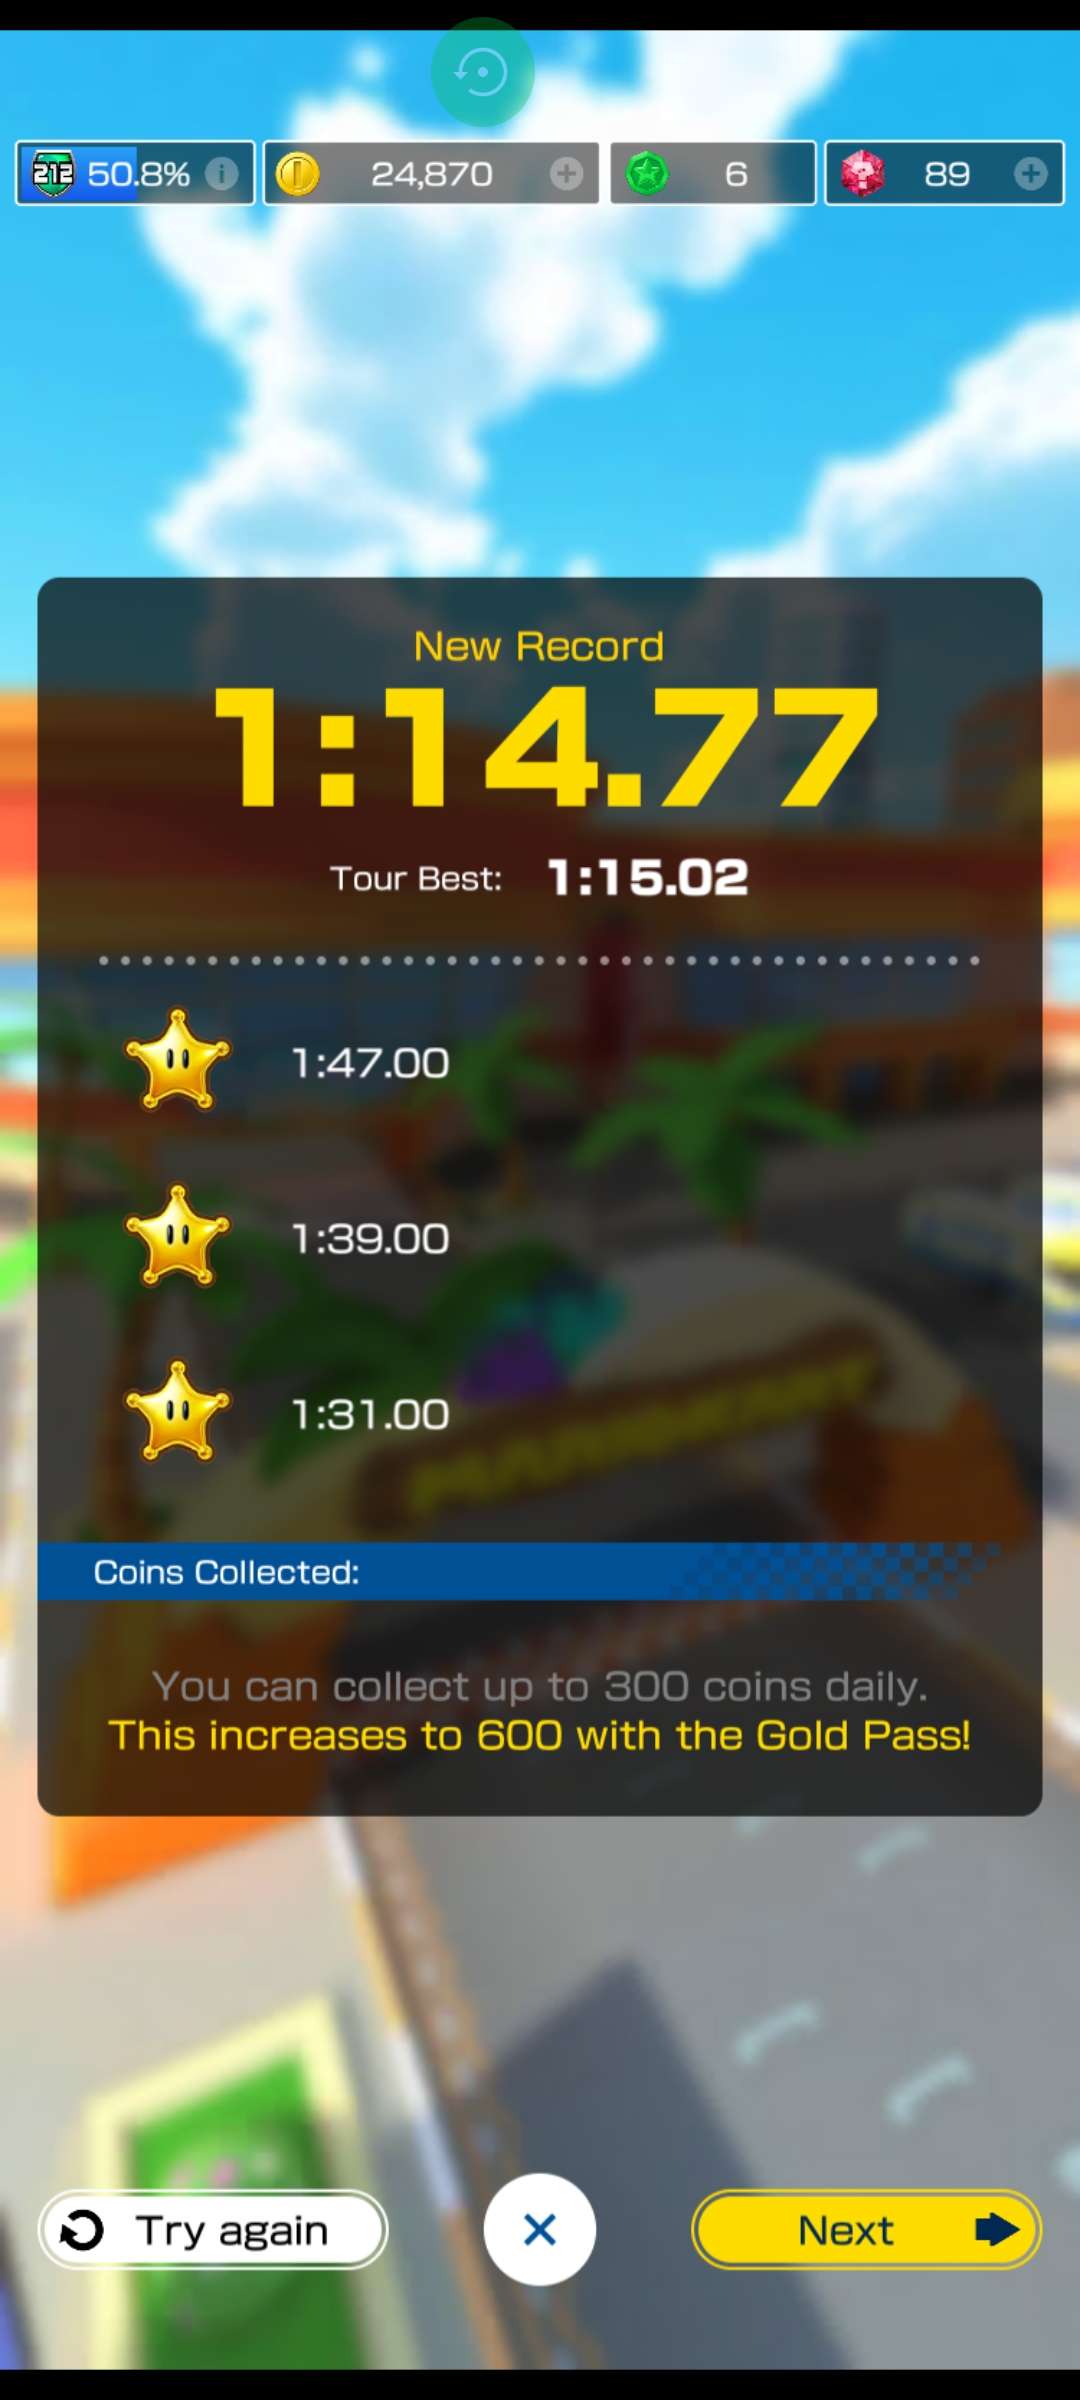 212 50.8% 24,870 6 89
New Record
1:14.77
Tour Best: 1:15.02
1:47.00
1:39.00
1:31.00
Coins Collected:
You can collect up to 300 coins daily.
This increases to 600 with the Gold Pass!
Try again
Next